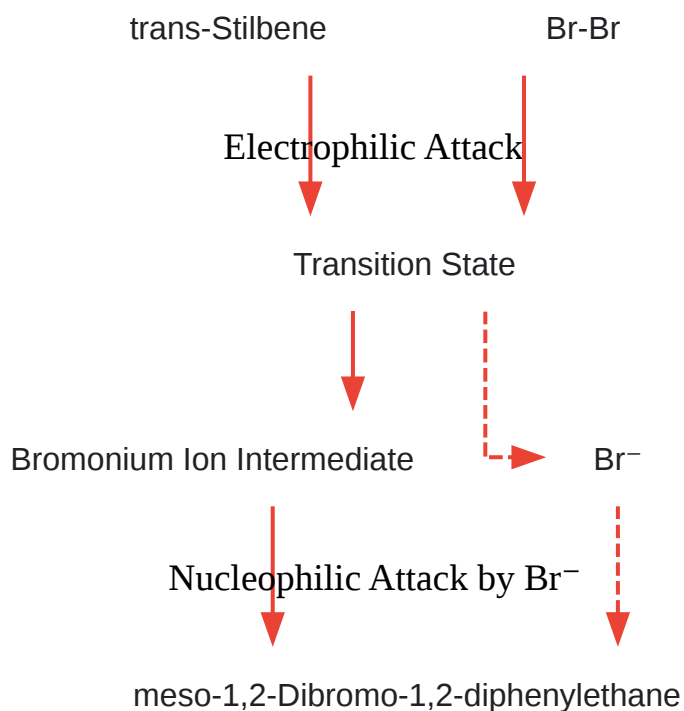 trans-Stilbene Br-Br
Electrophilic Attack
Transition State
Bromonium Ion Intermediate Br⁻
Nucleophilic Attack by Br⁻
meso-1,2-Dibromo-1,2-diphenylethane